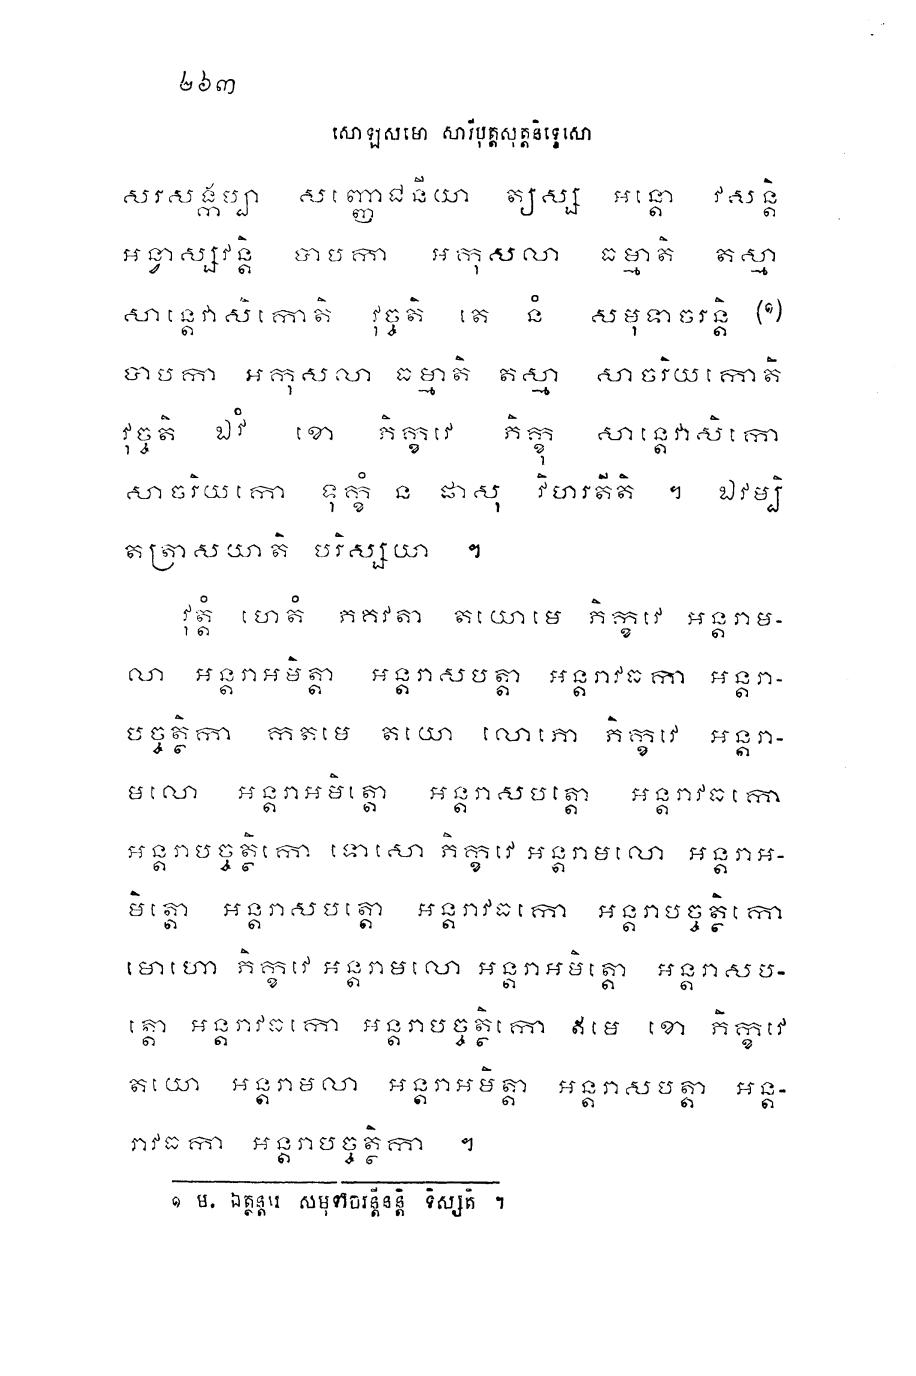 ២៦៣
សោឡសមោ សារីបុត្តសុត្តនិទ្ទេសោ
សរសង្កប្បា សញ្ញោជនីយា ត្យស្ស អន្តោ វសន្តិ
អន្វាស្សវន្តិ បាបកា អកុសលា ធម្មាតិ តស្មា
សាន្តេវាសិកោតិ វុច្ចតិ តេ នំ សមុទាចរន្តិ (១)
បាបកា អកុសលា ធម្មាតិ តស្មា សាចរិយកោតិ
វុច្ចតិ ឯវំ ខោ ភិក្ខវេ ភិក្ខុ សាន្តេវាសិកោ
សាចរិយកោ ទុក្ខំ ន ផាសុ វិហរតីតិ ។ ឯវម្បិ
តត្រាសយាតិ បរិស្សយា ។
វុត្តំ ហេតំ ភគវតា តយោមេ ភិក្ខវេ អន្តរាម-
លា អន្តរាអមិត្តា អន្តរាសបត្តា អន្តរាវធកា អន្តរា-
បច្ចត្ថិកា កតមេ តយោ លោភោ ភិក្ខវេ អន្តរា-
មលោ អន្តរាអមិត្តោ អន្តរាសបត្តោ អន្តរាវធកោ
អន្តរាបច្ចត្ថិកោ ទោសោ ភិក្ខវេ អន្តរាមលោ អន្តរាអ-
មិត្តោ អន្តរាសបត្តោ អន្តរាវធកោ អន្តរាបច្ចត្ថិកោ
មោហោ ភិក្ខវេ អន្តរាមលោ អន្តរាអមិត្តោ អន្តរាសប-
ត្តោ អន្តរាវធកោ អន្តរាបច្ចត្ថិកោ ឥមេ ខោ ភិក្ខវេ
តយោ អន្តរាមលា អន្តរាអមិត្តា អន្តរាសបត្តា អន្ត-
រាវធកា អន្តរាបច្ចត្ថិកា ។
១ ម. ឯត្ថន្តរេ សមុទាចរន្តីនន្តិ ទិស្សតិ ។